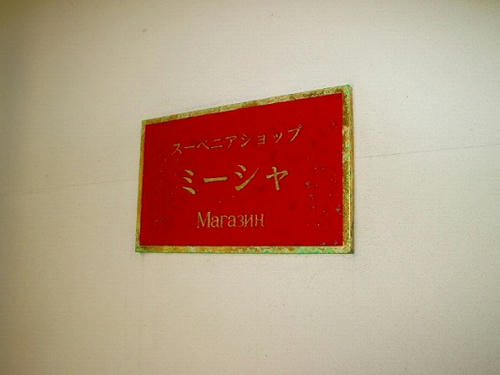 スーベニアショップ
ミーシャ
Магазин